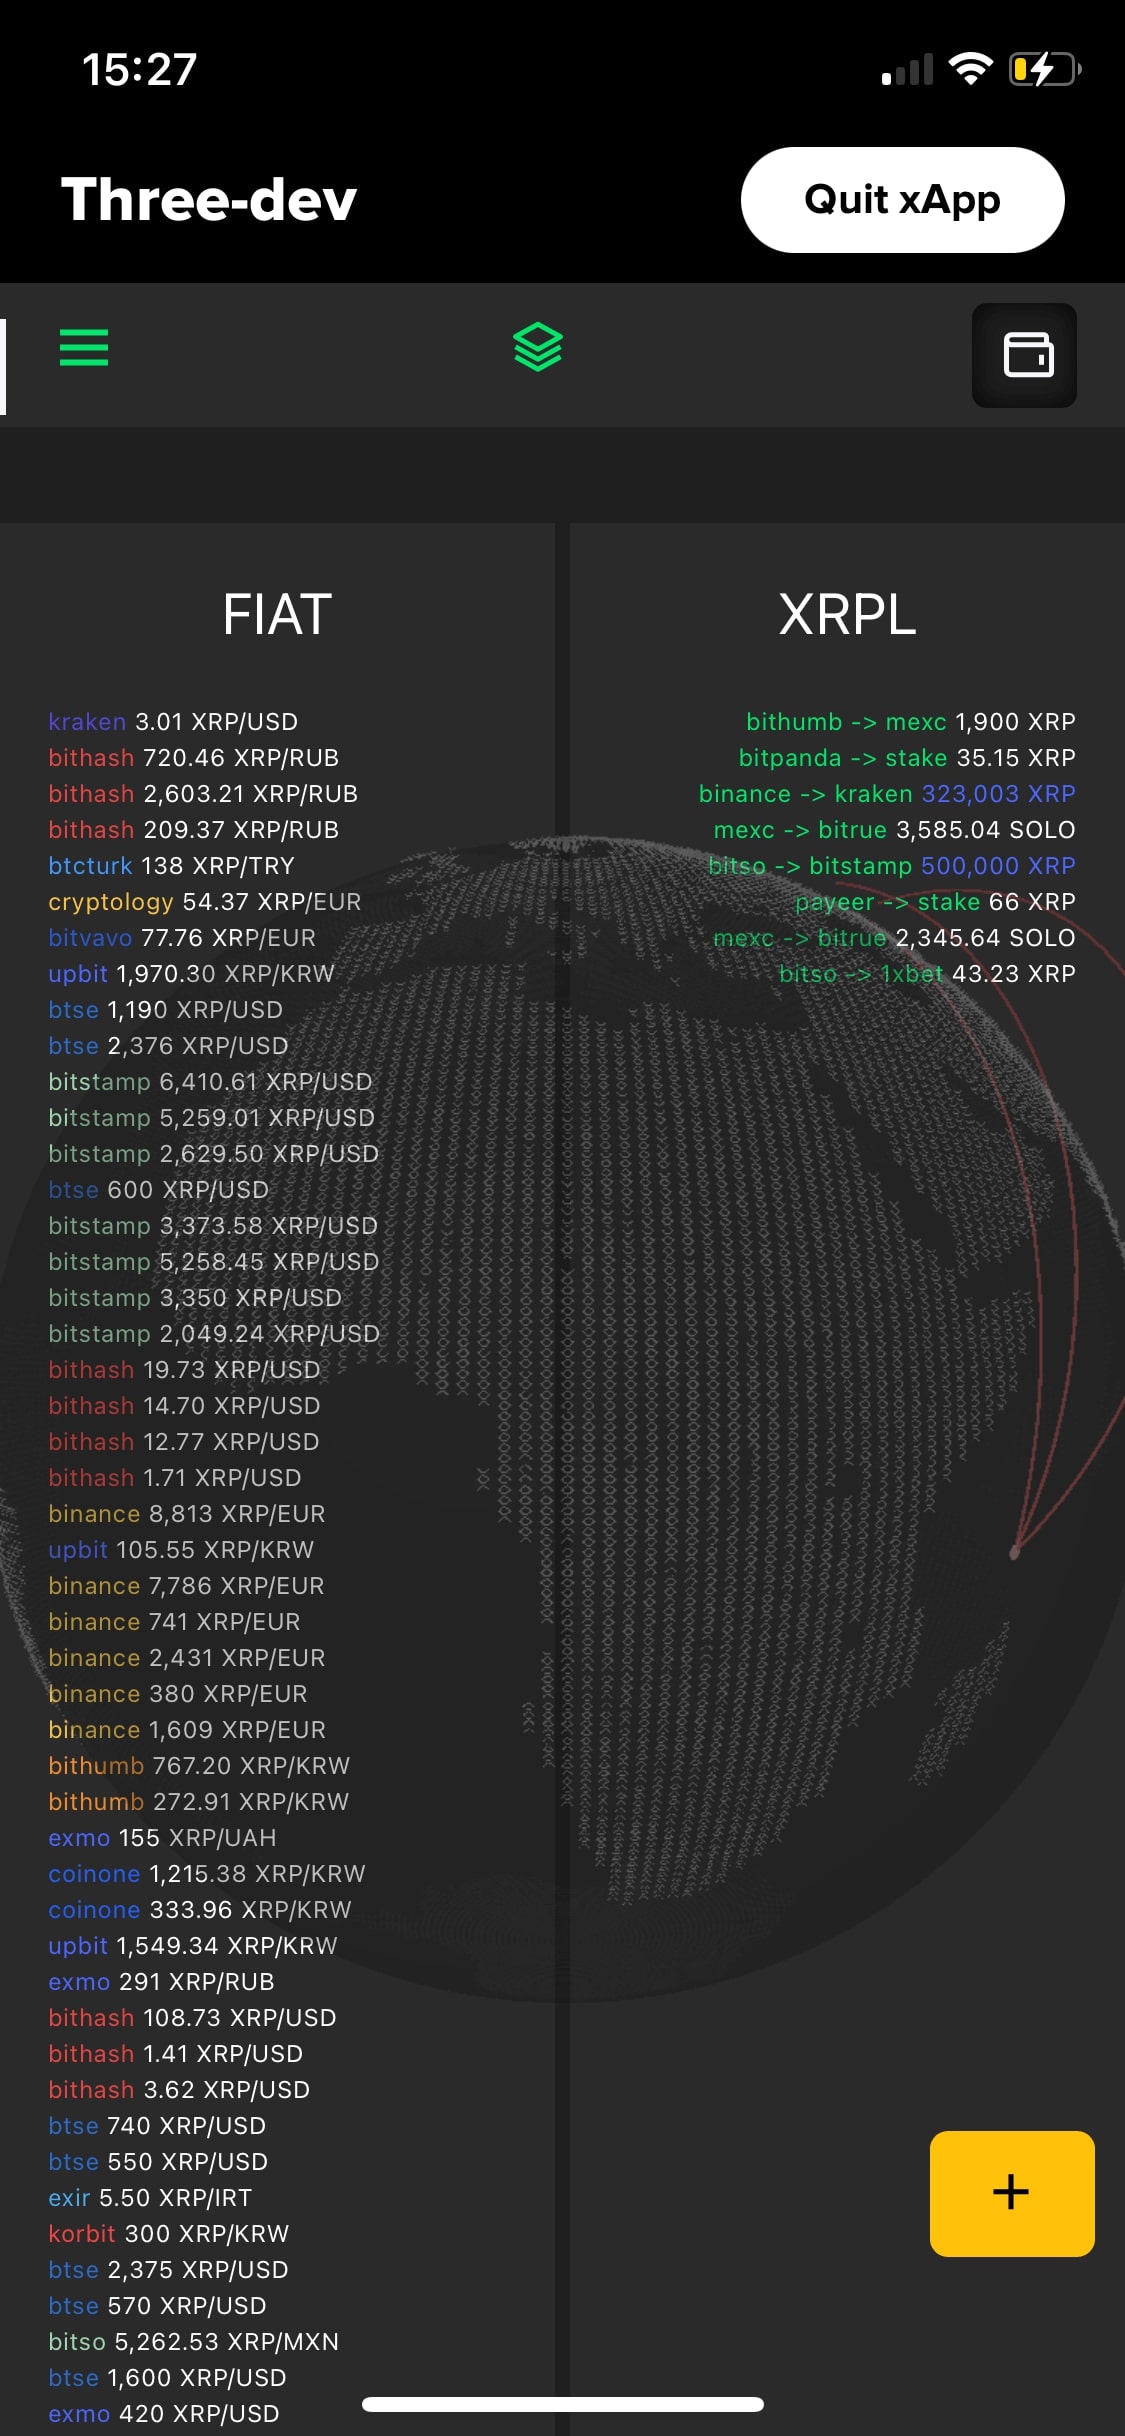 15:27
Three-dev
Quit xApp
FIAT
kraken 3.01 XRP/USD
bithash 720.46 XRP/RUB
bithash 2,603.21 XRP/RUB
bithash 209.37 XRP/RUB
btcturk 138 XRP/TRY
cryptology 54.37 XRP/EUR
bitvavo 77.76 XRP/EUR
upbit 1,970.30 XRP/KRW
btse 1,190 XRP/USD
btse 2,376 XRP/USD
bitstamp 6,410.61 XRP/USD
bitstamp 5,259.01 XRP/USD
bitstamp 2,629.50 XRP/USD
btse 600 XRP/USD
bitstamp 3,373.58 XRP/USD
bitstamp 5,258.45 XRP/USD
bitstamp 3,350 XRP/USD
bitstamp 2,049.24 XRP/USD
bithash 19.73 XRP/USD
bithash 14.70 XRP/USD
bithash 12.77 XRP/USD
bithash 1.71 XRP/USD
binance 8,813 XRP/EUR
upbit 105.55 XRP/KRW
binance 7,786 XRP/EUR
binance 741 XRP/EUR
binance 2,431 XRP/EUR
binance 380 XRP/EUR
binance 1,609 XRP/EUR
bithumb 767.20 XRP/KRW
bithumb 272.91 XRP/KRW
exmo 155 XRP/UAH
coinone 1,215.38 XRP/KRW
coinone 333.96 XRP/KRW
upbit 1,549.34 XRP/KRW
exmo 291 XRP/RUB
bithash 108.73 XRP/USD
bithash 1.41 XRP/USD
bithash 3.62 XRP/USD
btse 740 XRP/USD
btse 550 XRP/USD
exir 5.50 XRP/IRT
korbit 300 XRP/KRW
btse 2,375 XRP/USD
btse 570 XRP/USD
bitso 5,262.53 XRP/MXN
btse 1,600 XRP/USD
exmo 420 XRP/USD
XRPL
bithumb -> mexc 1,900 XRP
bitpanda -> stake 35.15 XRP
binance -> kraken 323,003 XRP
mexc -> bitrue 3,585.04 SOLO
bitso -> bitstamp 500,000 XRP
payeer -> stake 66 XRP
mexc -> bitrue 2,345.64 SOLO
bitso -> 1xbet 43.23 XRP
+